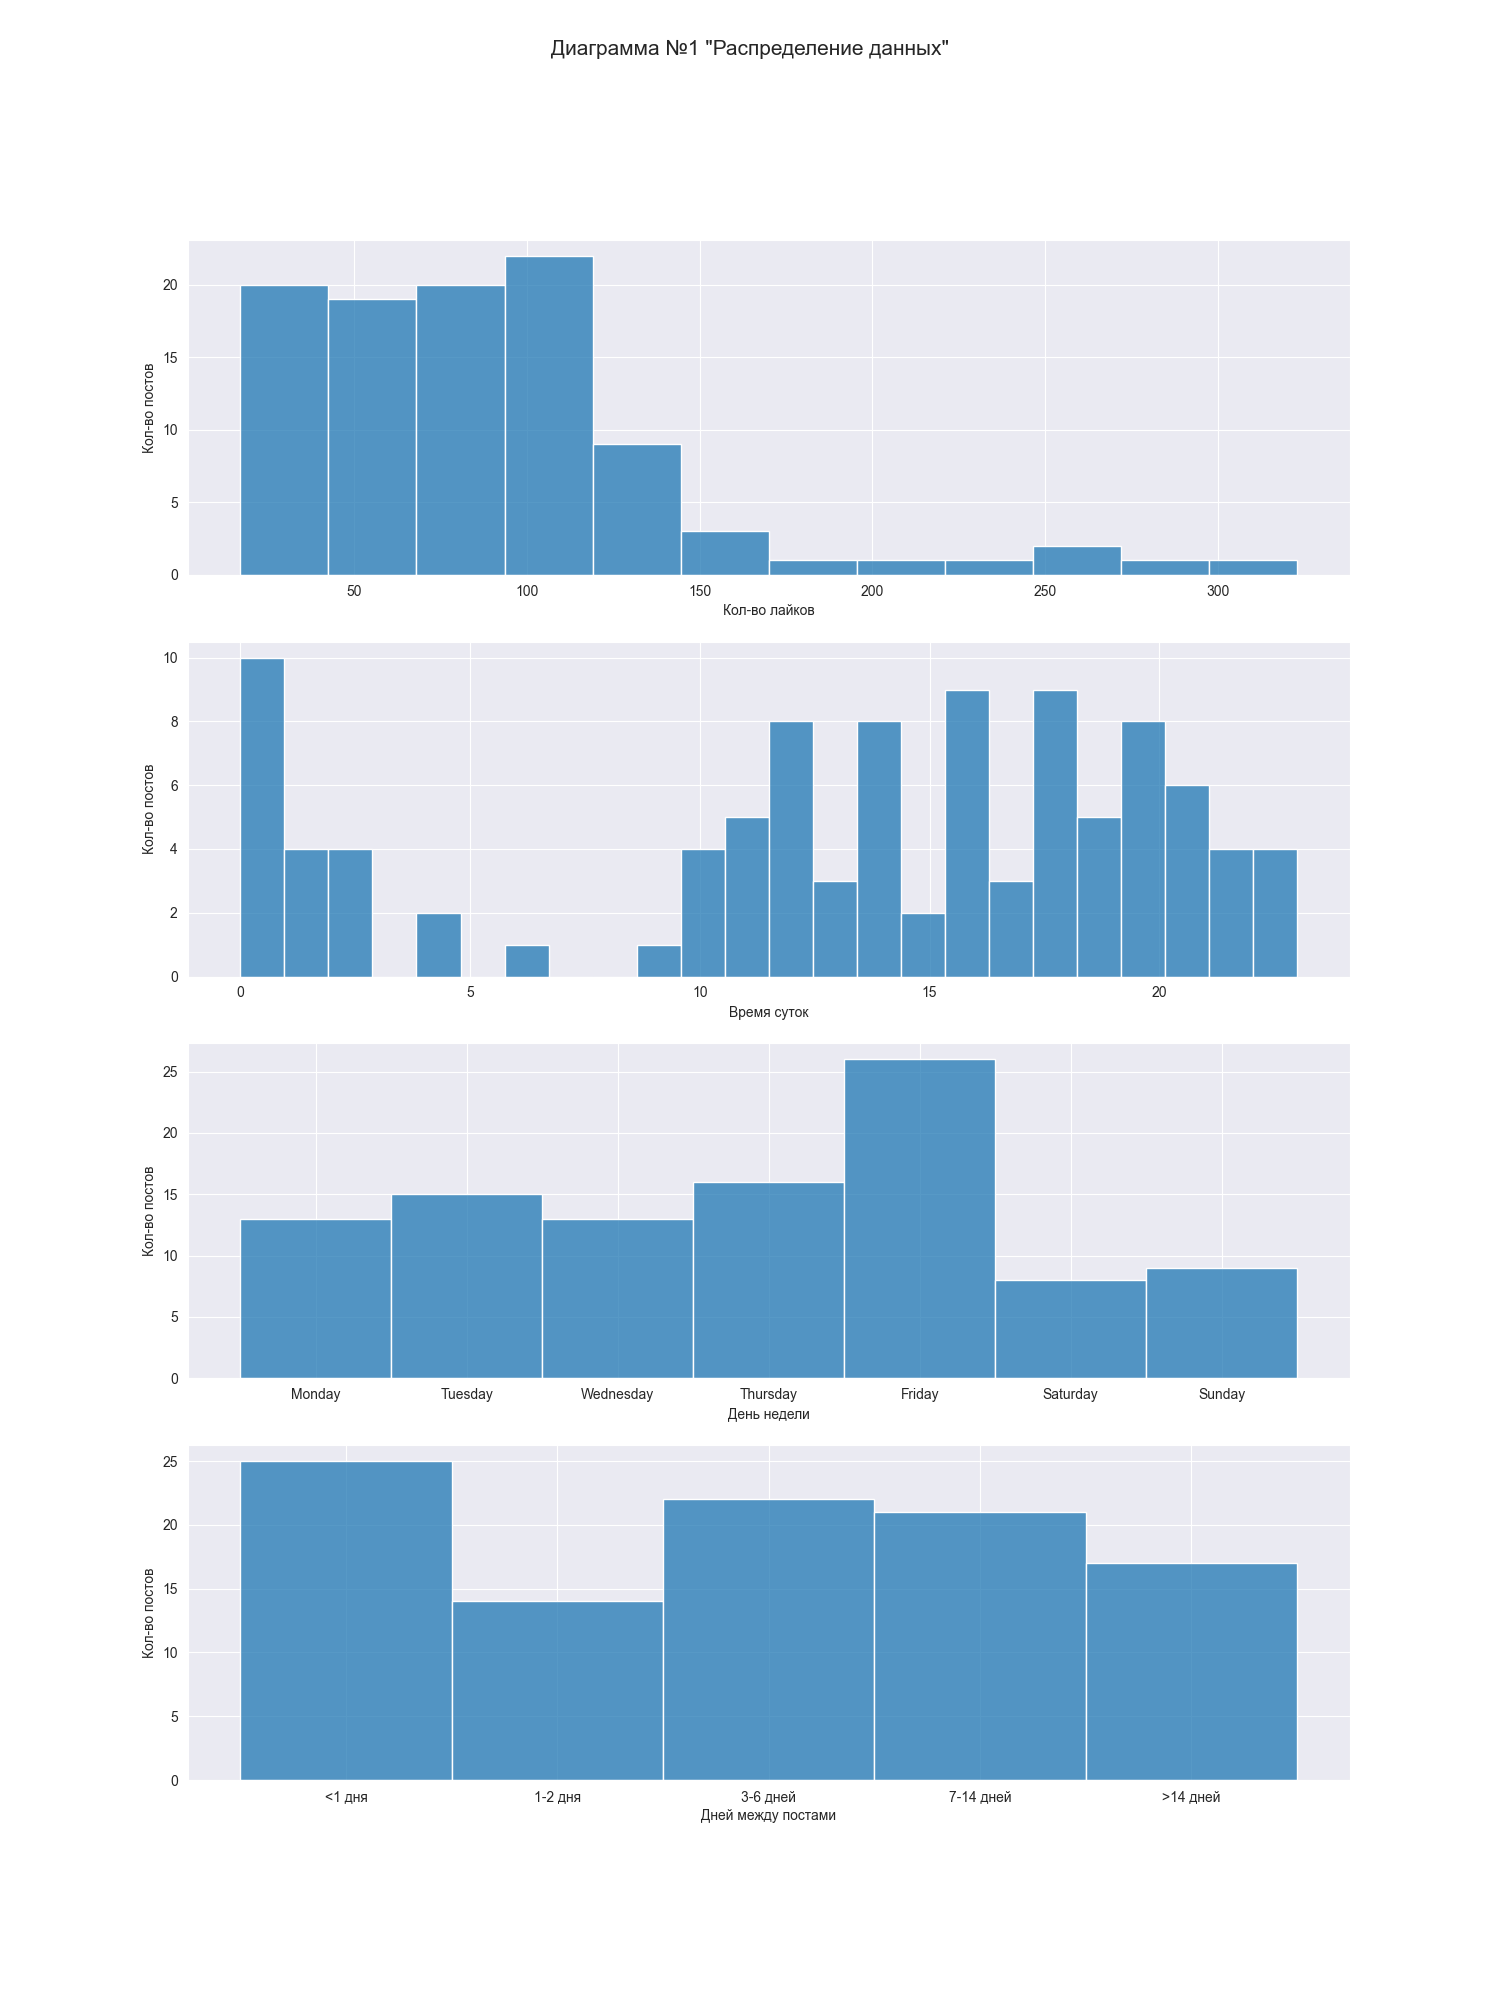 Диаграмма №1 "Распределение данных"
20
15
10
5
0
Кол-во постов
50 100 150 200 250 300
Кол-во лайков
10
8
6
4
2
0
Кол-во постов
0 5 10 15 20
Время суток
25
20
15
10
5
0
Кол-во постов
Monday Tuesday Wednesday Thursday Friday Saturday Sunday
День недели
25
20
15
10
5
0
Кол-во постов
<1 дня 1-2 дня 3-6 дней 7-14 дней >14 дней
Дней между постами